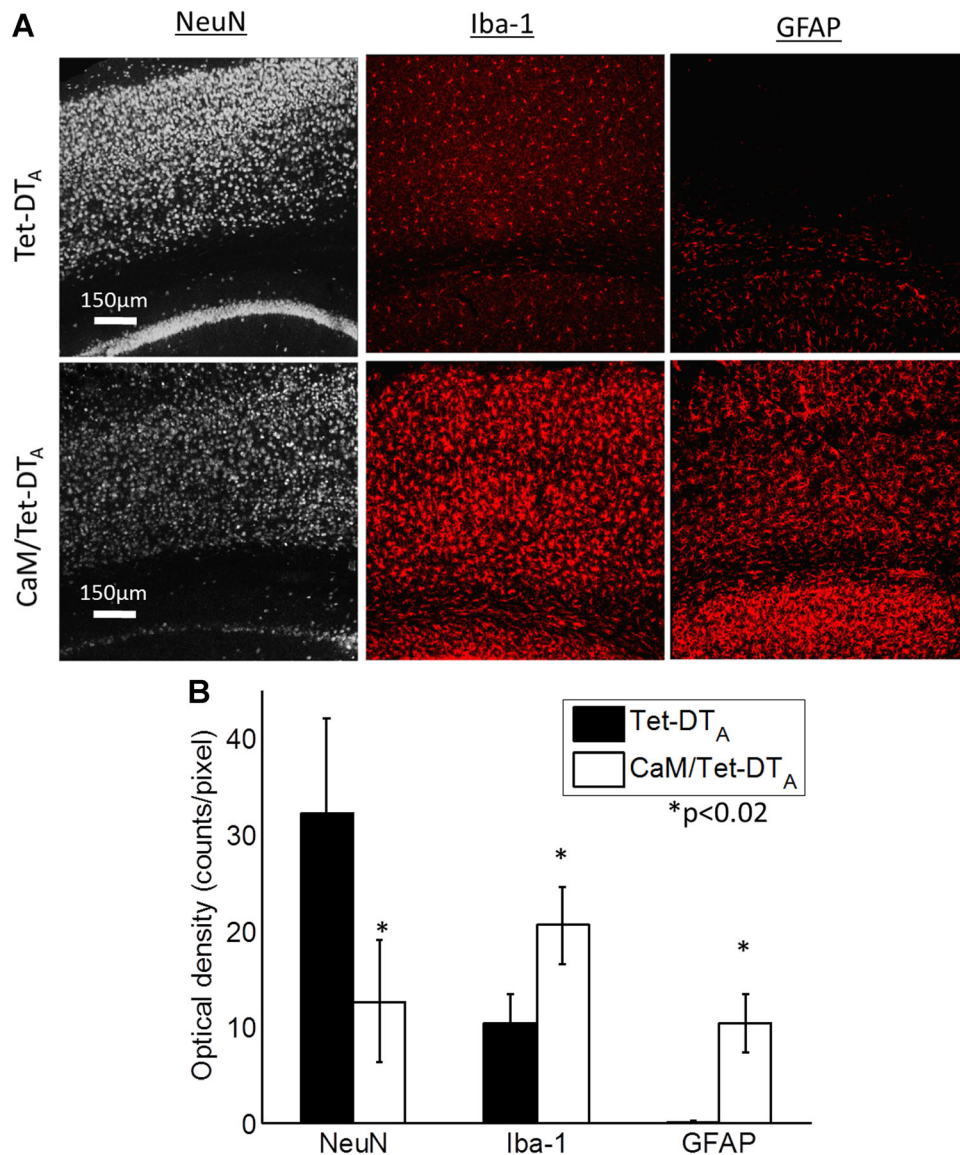 A
NeuN
Iba-1
GFAP
Tet-DTA
150µm
CaM/Tet-DTA
150µm
B
Optical density (counts/pixel)
40
30
20
10
0
Tet-DTA
CaM/Tet-DTA
*p<0.02
*
*
*
NeuN
Iba-1
GFAP